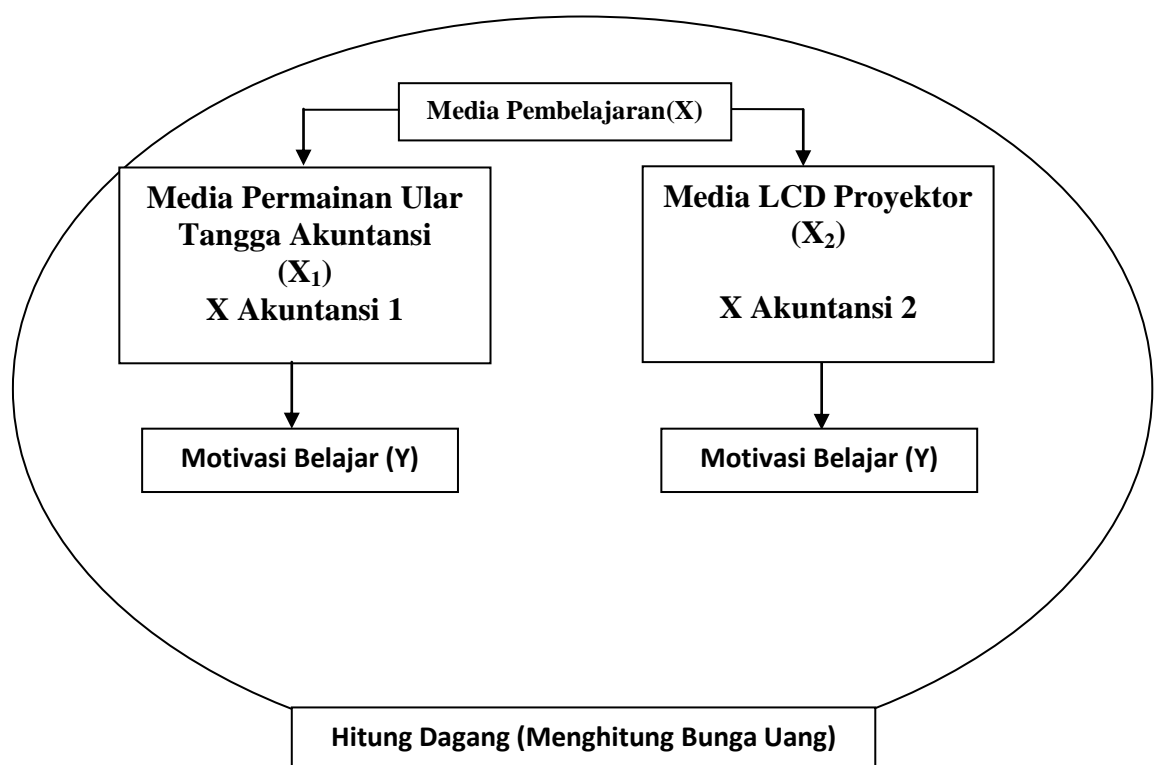 Media Pembelajaran(X)
Media Permainan Ular
Tangga Akuntansi
(X₁)
X Akuntansi 1
Media LCD Proyektor
(X₂)
X Akuntansi 2
Motivasi Belajar (Y)
Motivasi Belajar (Y)
Hitung Dagang (Menghitung Bunga Uang)